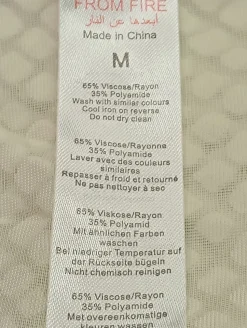 FROM FIRE
أبعدها عن النار
Made in China
M
65% Viscose/Rayon
35% Polyamide
Wash with similar colours
Cool iron on reverse
Do not dry clean
65% Viscose/Rayonne
35% Polyamide
Laver avec des couleurs
similaires
Repasser à froid et retourné
Ne pas nettoyer à sec
65% Viskose/Rayon
35% Polyamid
Mit ähnlichen Farben
waschen
Bei niedriger Temperatur auf
der Rückseite bügeln
Nicht chemisch reinigen
65% Viscose/Rayon
35% Polyamide
Met overeenkomstige
kleuren wassen